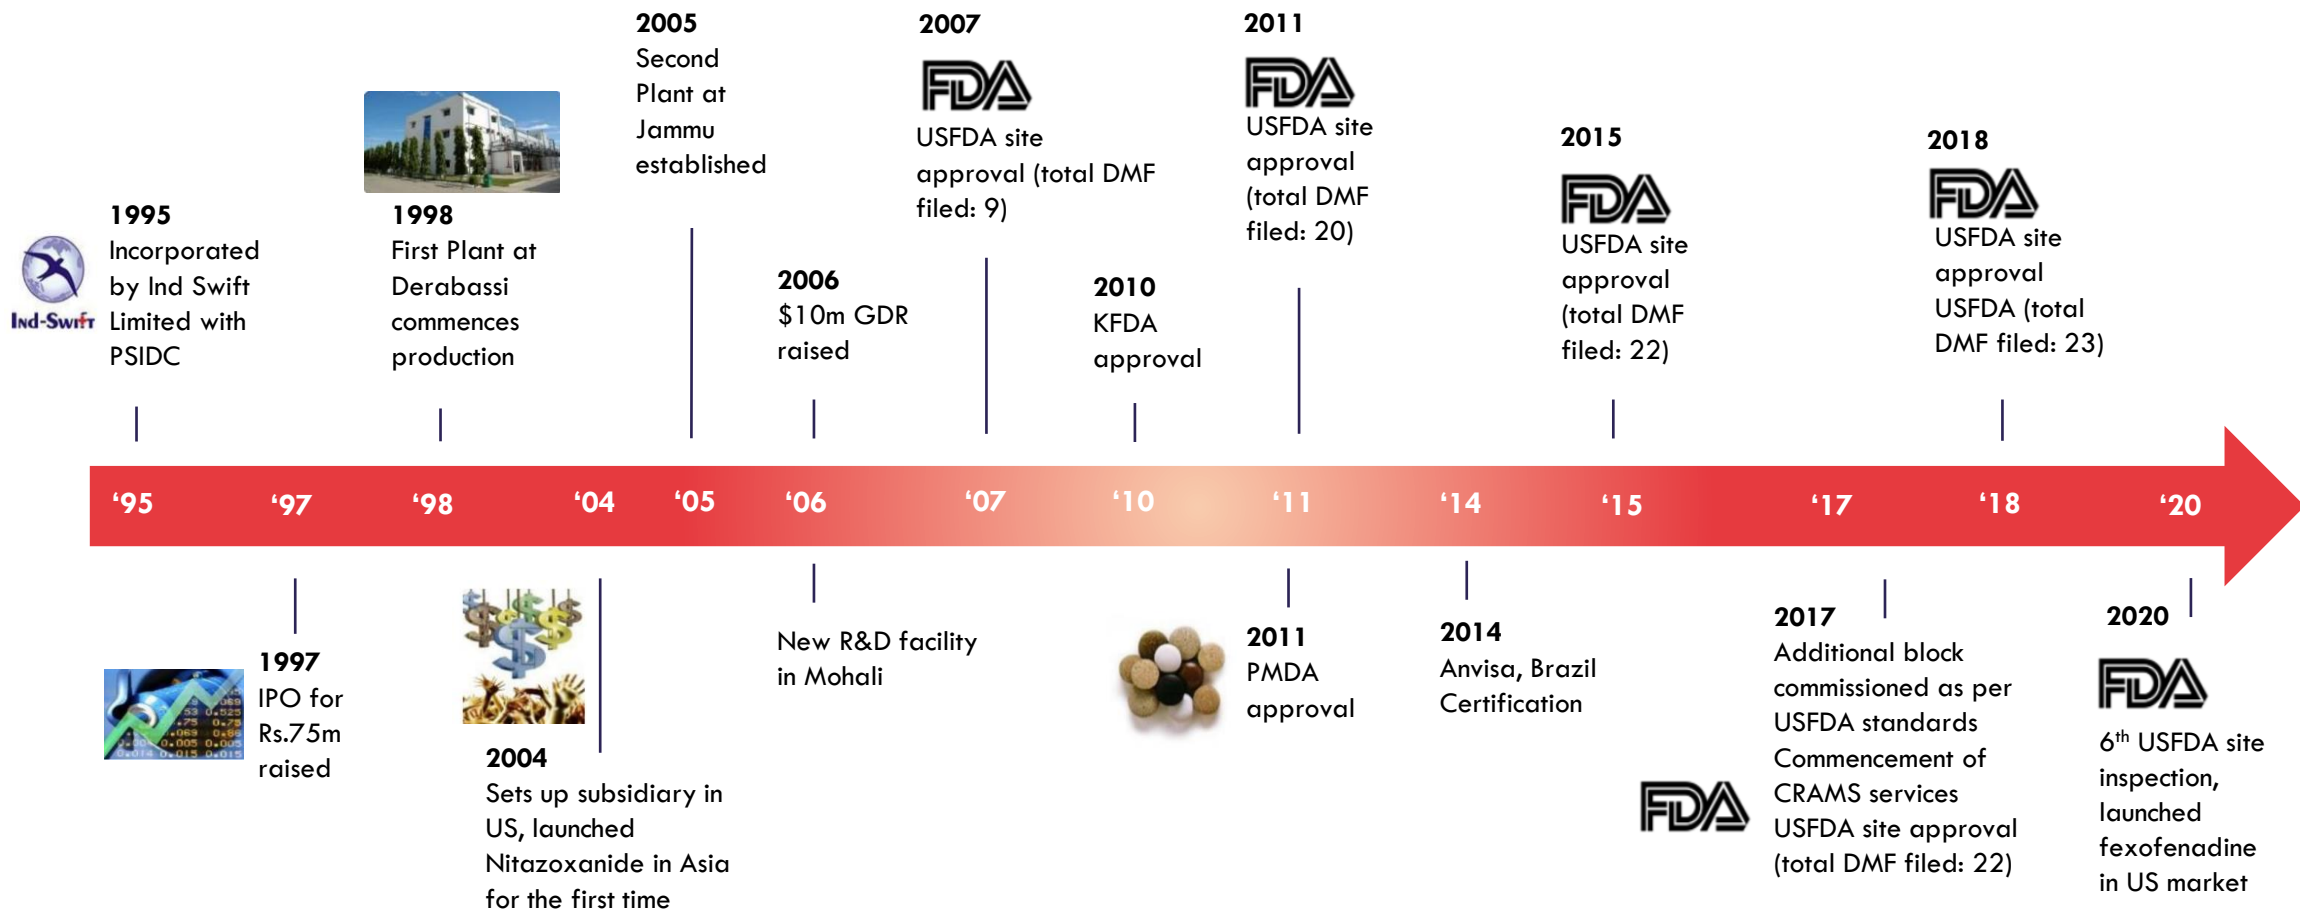 2005
Second
Plant at
Jammu
established
2007
FDA
USFDA site
approval (total DMF
filed: 9)
2011
FDA
USFDA site
approval
(total DMF
filed: 20)
2015
FDA
USFDA site
approval
(total DMF
filed: 22)
2018
FDA
USFDA site
approval
USFDA (total
DMF filed: 23)
Ind-Swift
1995
Incorporated
by Ind Swift
Limited with
PSIDC
1998
First Plant at
Derabassi
commences
production
2006
$10m GDR
raised
2010
KFDA
approval
‘95 ‘97 ‘98 ‘04 ‘05 ‘06 ‘07 ‘10 ‘11 ‘14 ‘15 ‘17 ‘18 ‘20
1997
IPO for
Rs.75m
raised
2004
Sets up subsidiary in
US, launched
Nitazoxanide in Asia
for the first time
New R&D facility
in Mohali
2011
PMDA
approval
2014
Anvisa, Brazil
Certification
FDA
2017
Additional block
commissioned as per
USFDA standards
Commencement of
CRAMS services
USFDA site approval
(total DMF filed: 22)
2020
FDA
6th USFDA site
inspection,
launched
fexofenadine
in US market